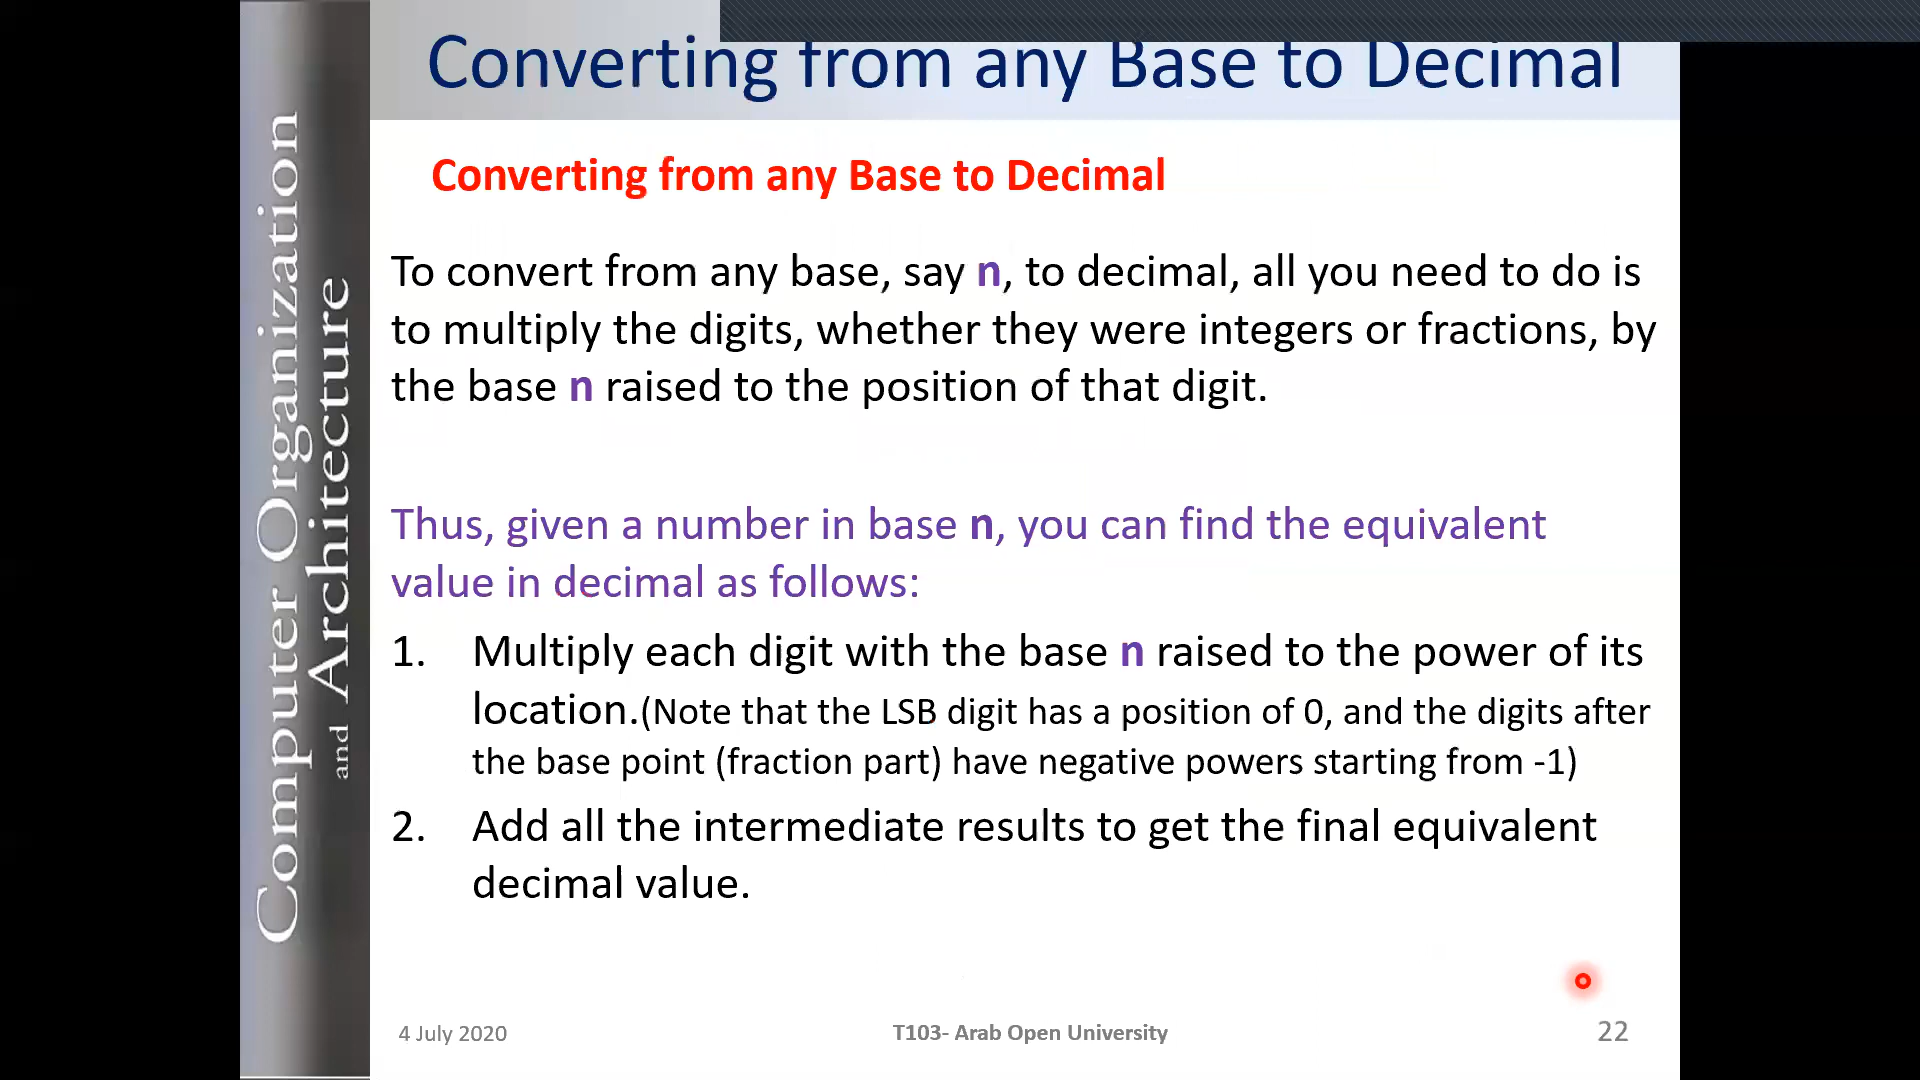 Converting from any Base to Decimal
Computer Organization
and Architecture
Converting from any Base to Decimal
To convert from any base, say n, to decimal, all you need to do is
to multiply the digits, whether they were integers or fractions, by
the base n raised to the position of that digit.
Thus, given a number in base n, you can find the equivalent
value in decimal as follows:
1. Multiply each digit with the base n raised to the power of its
location.(Note that the LSB digit has a position of 0, and the digits after
the base point (fraction part) have negative powers starting from -1)
2. Add all the intermediate results to get the final equivalent
decimal value.
4 July 2020
T103- Arab Open University
22